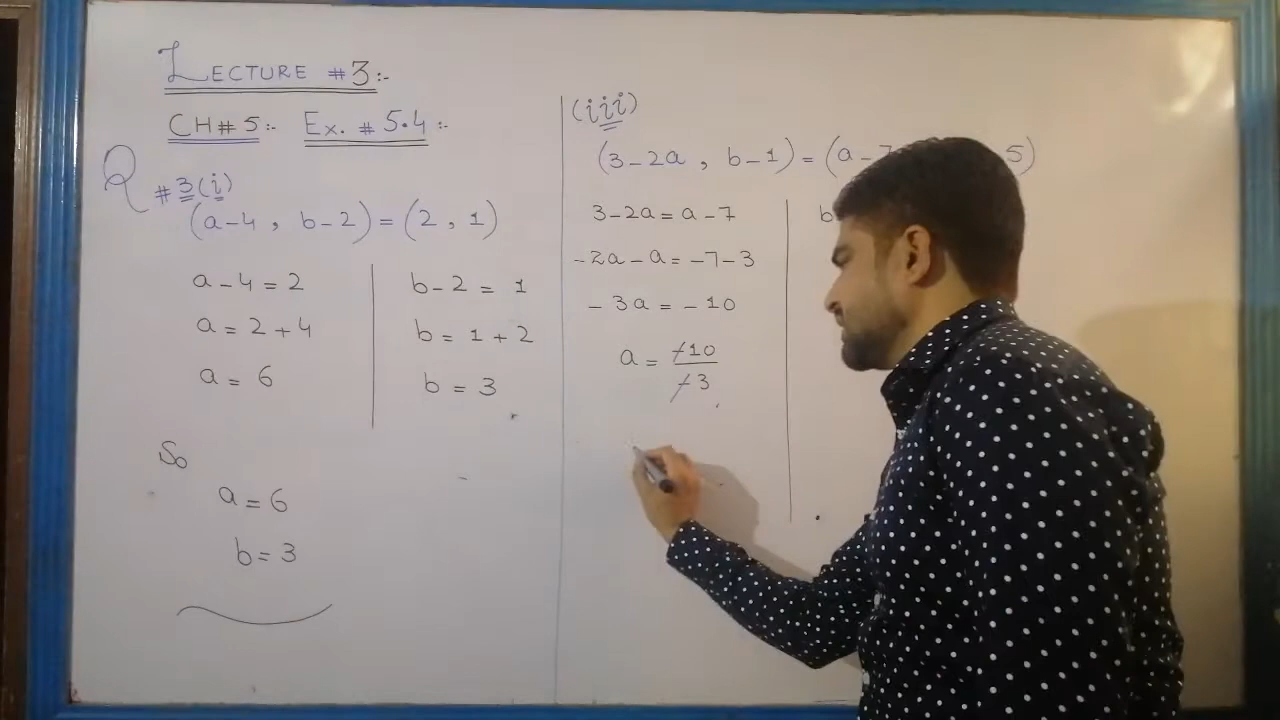 LECTURE #3:-
CH#5:- Ex.#5.4:-
Q#3(i)
(a-4, b-2)=(2, 1)
a-4=2
a=2+4
a=6
b-2=1
b=1+2
b=3
So
a=6
b=3
(iii)
(3-2a, b-1)=(a-7 5)
3-2a=a-7
-2a-a=-7-3
-3a=-10
a=-10/-3
b